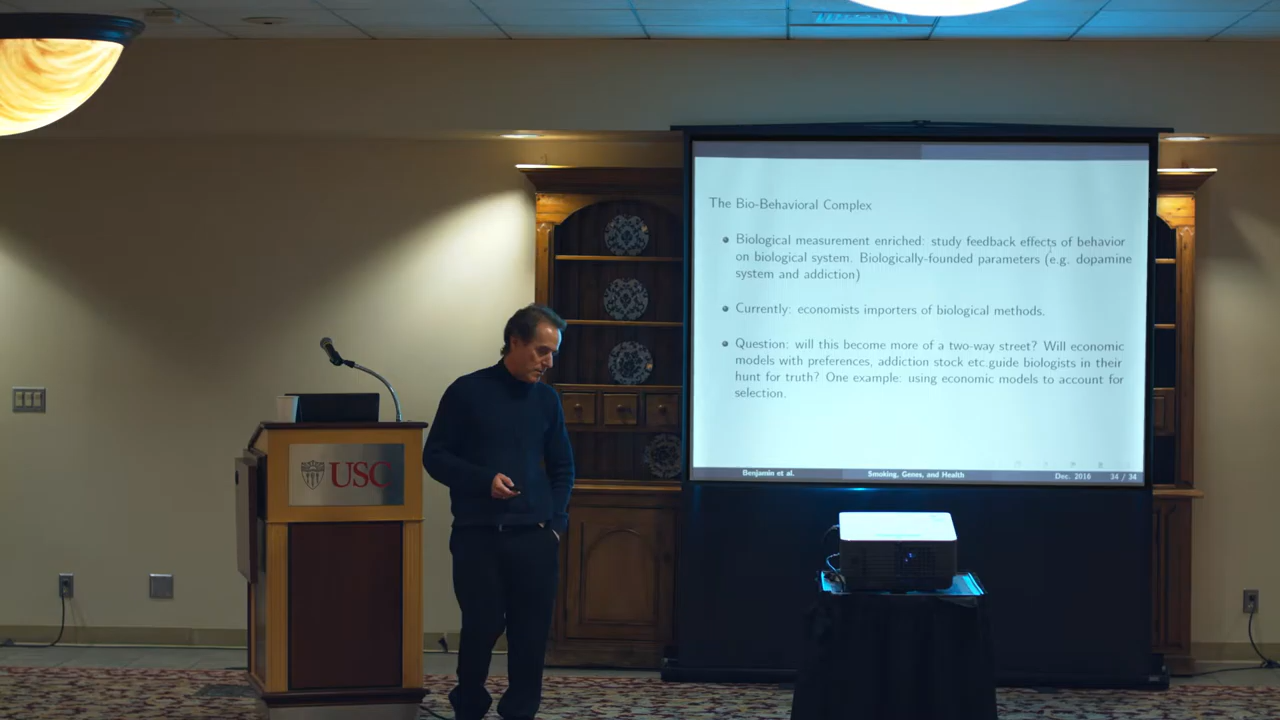 The Bio-Behavioral Complex
Biological measurement enriched: study feedback effects of behavior
on biological system. Biologically-founded parameters (e.g. dopamine
system and addiction)
Currently: economists importers of biological methods.
Question: will this become more of a two-way street? Will economic
models with preferences, addiction stock etc guide biologists in their
hunt for truth? One example: using economic models to account for
selection.
Benjamin et al. Smoking, Genes, and Health Dec. 2016 34 / 34
USC